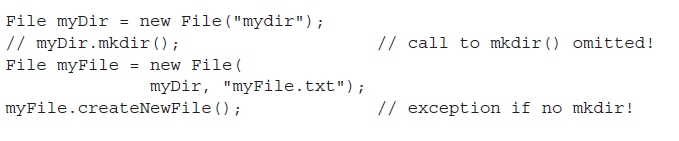 File myDir = new File("mydir");
// myDir.mkdir();                    // call to mkdir() omitted!
File myFile = new File(
              myDir, "myFile.txt");
myFile.createNewFile();              // exception if no mkdir!